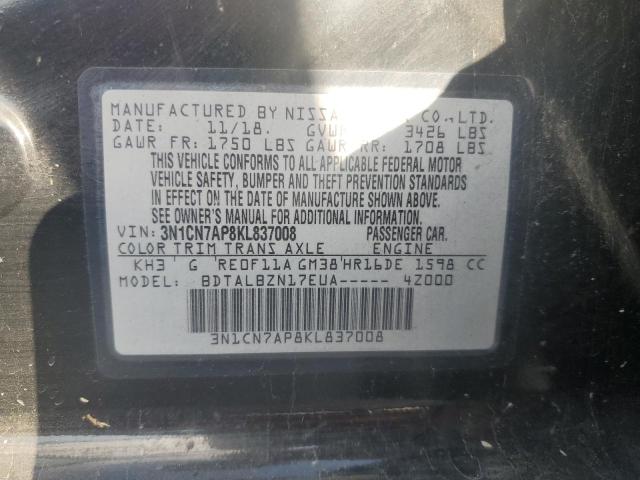 MANUFACTURED BY NISSA CO.,LTD.
DATE: 11/18. GVW 3426 LBS
GAWR FR: 1750 LBS GAWR RR: 1708 LBS
THIS VEHICLE CONFORMS TO ALL APPLICABLE FEDERAL MOTOR
VEHICLE SAFETY, BUMPER AND THEFT PREVENTION STANDARDS
IN EFFECT ON THE DATE OF MANUFACTURE SHOWN ABOVE.
SEE OWNER'S MANUAL FOR ADDITIONAL INFORMATION.
VIN: 3N1CN7AP8KL837008 PASSENGER CAR.
COLOR TRIM TRANS AXLE ENGINE
KH3 G RE0F11A GM38 HR16DE 1598 CC
MODEL: BDTALBZN17EUA----- 4Z000
3N1CN7AP8KL837008